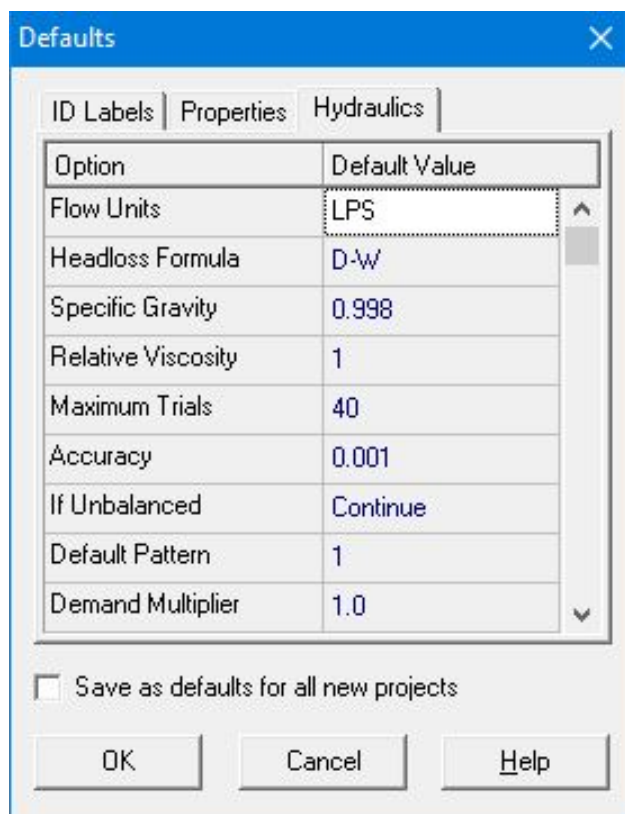 Defaults
ID Labels Properties Hydraulics
Option Default Value
Flow Units LPS
Headloss Formula D-W
Specific Gravity 0.998
Relative Viscosity 1
Maximum Trials 40
Accuracy 0.001
If Unbalanced Continue
Default Pattern 1
Demand Multiplier 1.0
Save as defaults for all new projects
OK Cancel Help